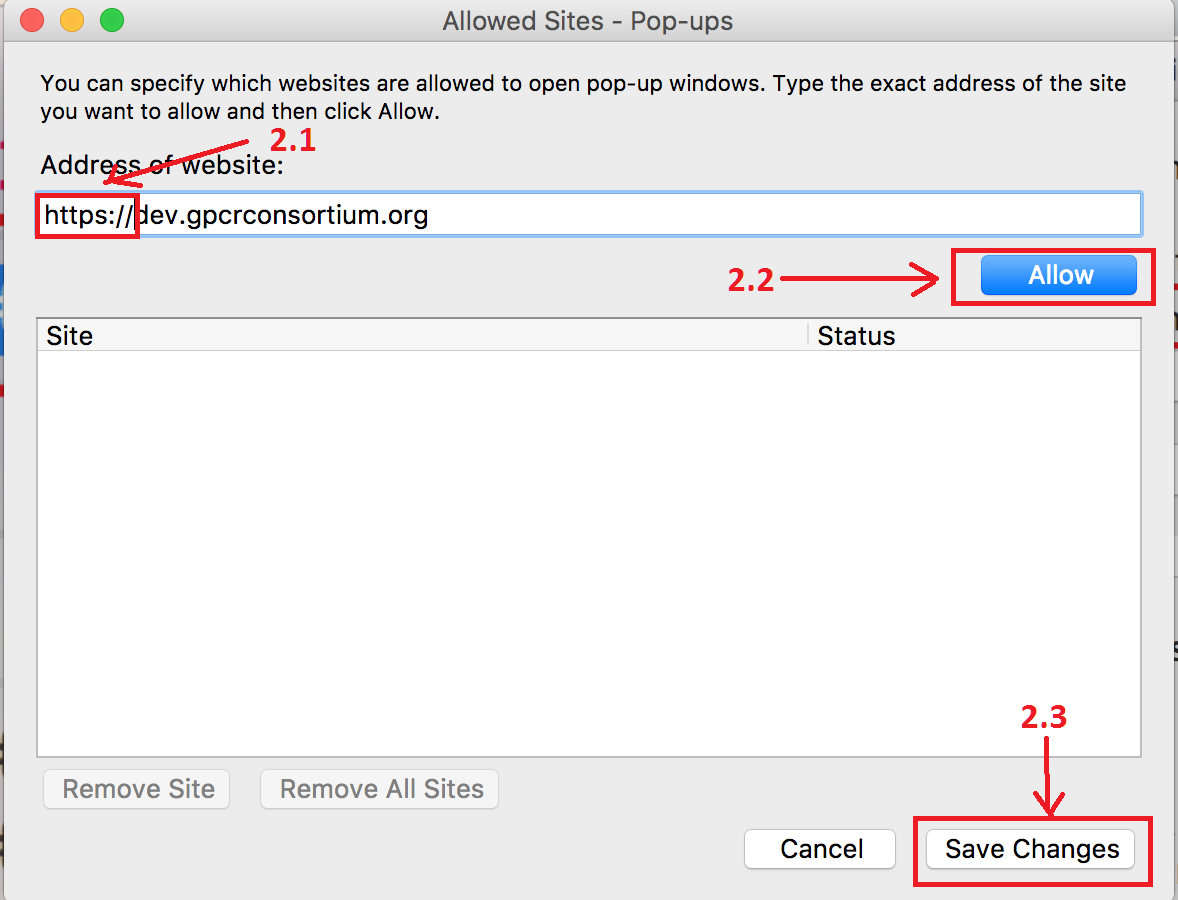 Allowed Sites - Pop-ups
You can specify which websites are allowed to open pop-up windows. Type the exact address of the site
you want to allow and then click Allow.
2.1
Address of website:
https://dev.gpcrconsortium.org
2.2
Allow
Site Status
2.3
Remove Site Remove All Sites
Cancel Save Changes